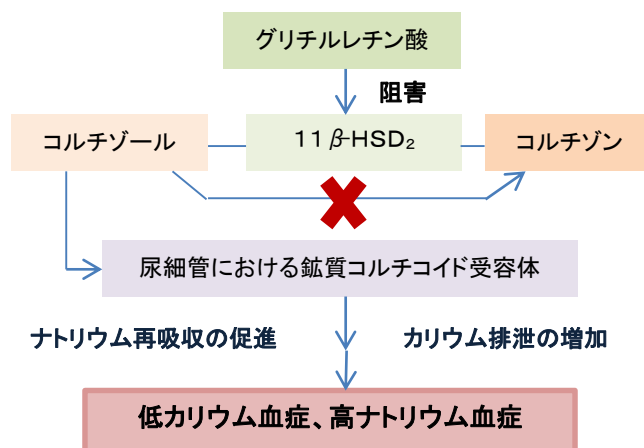 グリチルレチン酸
阻害
コルチゾール
11β-HSD₂
コルチゾン
尿細管における鉱質コルチコイド受容体
ナトリウム再吸収の促進
カリウム排泄の増加
低カリウム血症、高ナトリウム血症